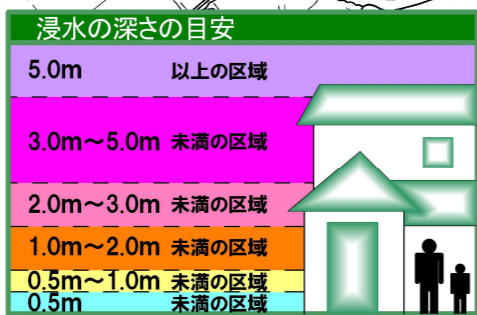 浸水の深さの目安
5.0m 以上の区域
3.0m～5.0m 未満の区域
2.0m～3.0m 未満の区域
1.0m～2.0m 未満の区域
0.5m～1.0m 未満の区域
0.5m 未満の区域